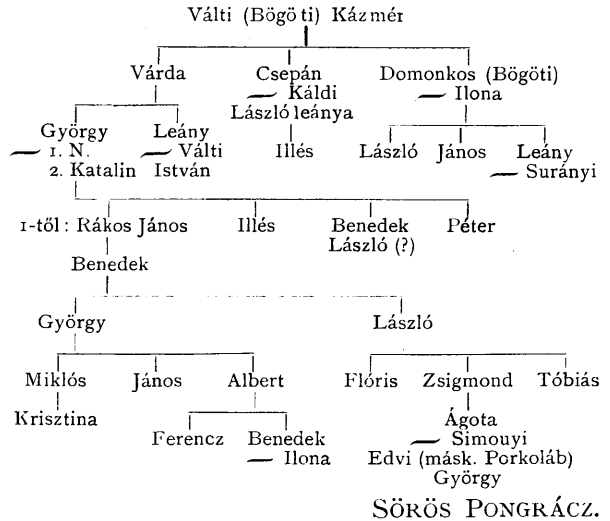 Válti (Bögöti) Kázmér
Várda Csepán Domonkos (Bögöti)
Káldi Ilona
László leánya
György Leány Illés László János Leány
1. N. Válti Surányi
2. Katalin István
1-től: Rákos János Illés Benedek Péter
László (?)
Benedek
György László
Miklós János Albert Flóris Zsigmond Tóbiás
Krisztina Ágota
Ferencz Benedek Simouyi
Ilona Edvi (másk. Porkoláb)
György
SÖRÖS PONGRÁCZ.